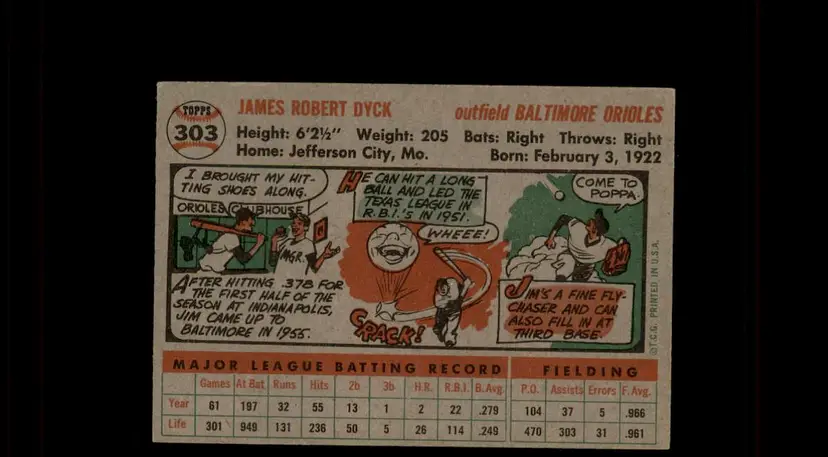 TOPPS
303
JAMES ROBERT DYCK outfield BALTIMORE ORIOLES
Height: 6'2½" Weight: 205 Bats: Right Throws: Right
Home: Jefferson City, Mo. Born: February 3, 1922
I BROUGHT MY HIT-
TING SHOES ALONG.
ORIOLES CLUBHOUSE
MGR.
AFTER HITTING .378 FOR
THE FIRST HALF OF THE
SEASON AT INDIANAPOLIS,
JIM CAME UP TO
BALTIMORE IN 1955.
HE CAN HIT A LONG
BALL AND LED THE
TEXAS LEAGUE IN
R.B.I.'S IN 1951.
WHEEE!
CRACK!
COME TO
POPPA.
JIM'S A FINE FLY-
CHASER AND CAN
ALSO FILL IN AT
THIRD BASE.
©T.C.G. PRINTED IN U.S.A.
MAJOR LEAGUE BATTING RECORD FIELDING
Games At Bat Runs Hits 2b 3b H.R. R.B.I. B.Avg. P.O. Assists Errors F. Avg.
Year 61 197 32 55 13 1 2 22 .279 104 37 5 .966
Life 301 949 131 236 50 5 26 114 .249 470 303 31 .961